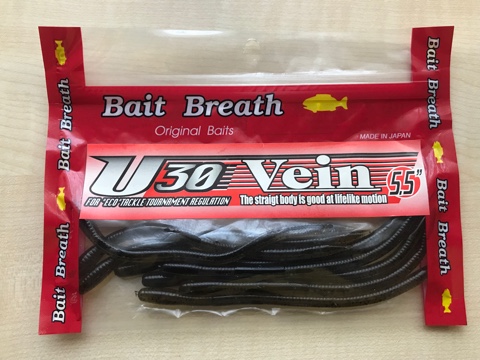 Bait Breath
Original Baits
MADE IN JAPAN
U30 Vein 5.5"
FOR "ECO" TACKLE TOURNAMENT REGULATION
The straigt body is good at lifelike motion
Bait Breath
Bait Breath
Bait Breath
Bait Breath